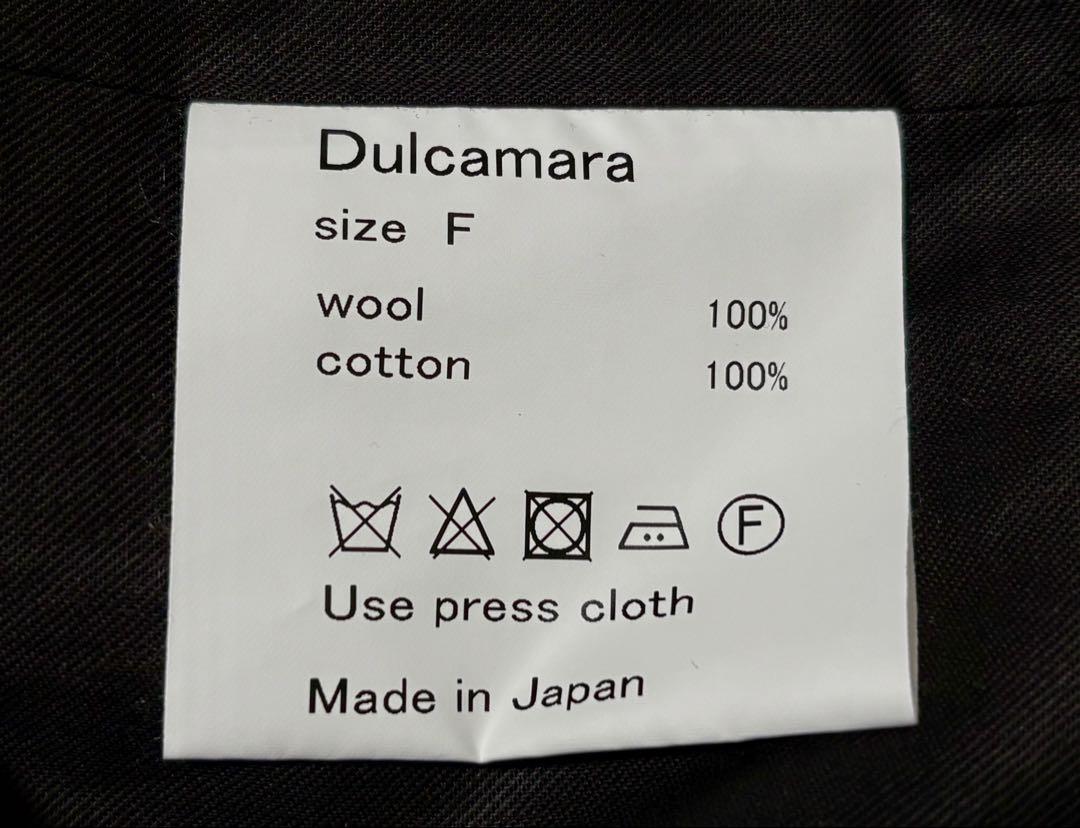 Dulcamara
size F
wool 100%
cotton 100%
F
Use press cloth
Made in Japan